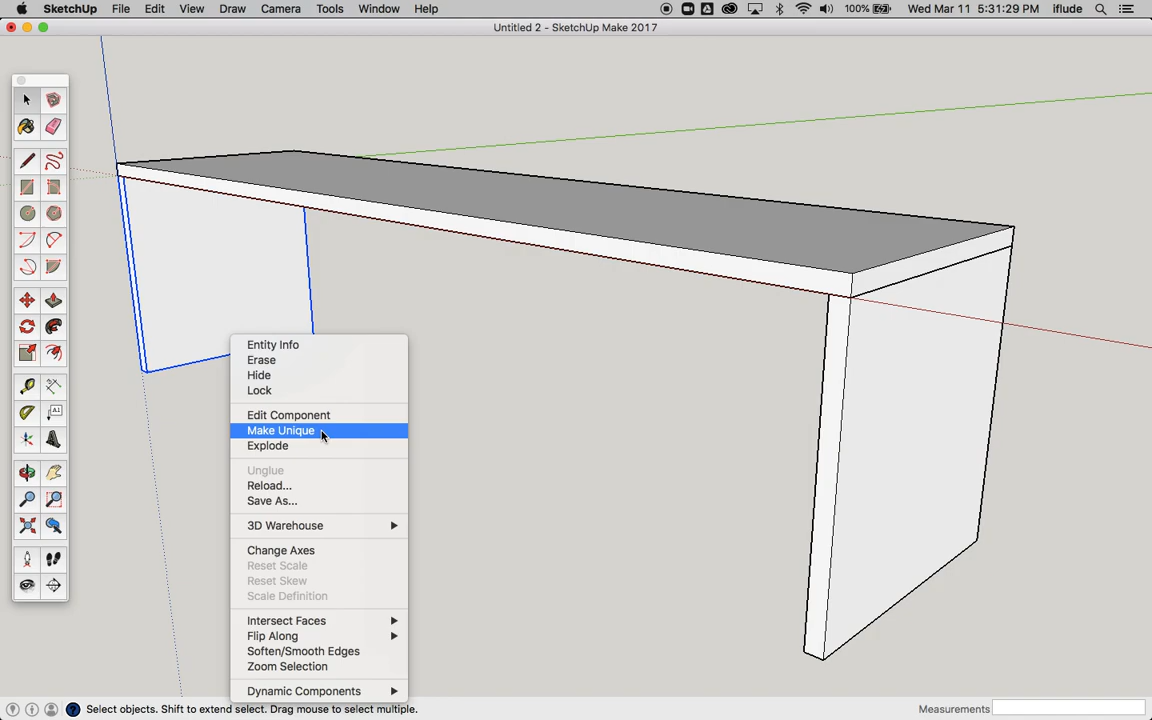 SketchUp File Edit View Draw Camera Tools Window Help 100% Wed Mar 11 5:31:29 PM iflude
Untitled 2 - SketchUp Make 2017
A1
Entity Info
Erase
Hide
Lock
Edit Component
Make Unique
Explode
Unglue
Reload...
Save As...
3D Warehouse
Change Axes
Reset Scale
Reset Skew
Scale Definition
Intersect Faces
Flip Along
Soften/Smooth Edges
Zoom Selection
Dynamic Components
Select objects. Shift to extend select. Drag mouse to select multiple. Measurements